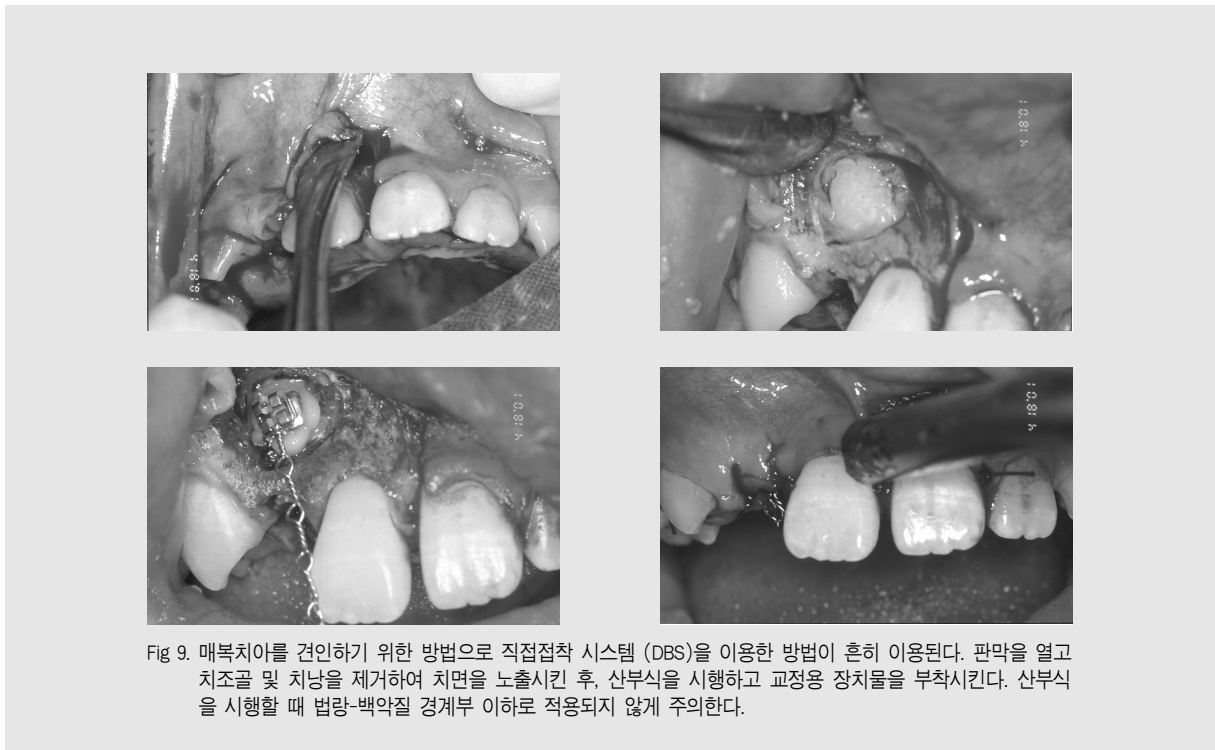 Fig 9. 매복치아를 견인하기 위한 방법으로 직접접착 시스템 (DBS)을 이용한 방법이 흔히 이용된다. 판막을 열고
치조골 및 치낭을 제거하여 치면을 노출시킨 후, 산부식을 시행하고 교정용 장치물을 부착시킨다. 산부식
을 시행할 때 법랑-백악질 경계부 이하로 적용되지 않게 주의한다.